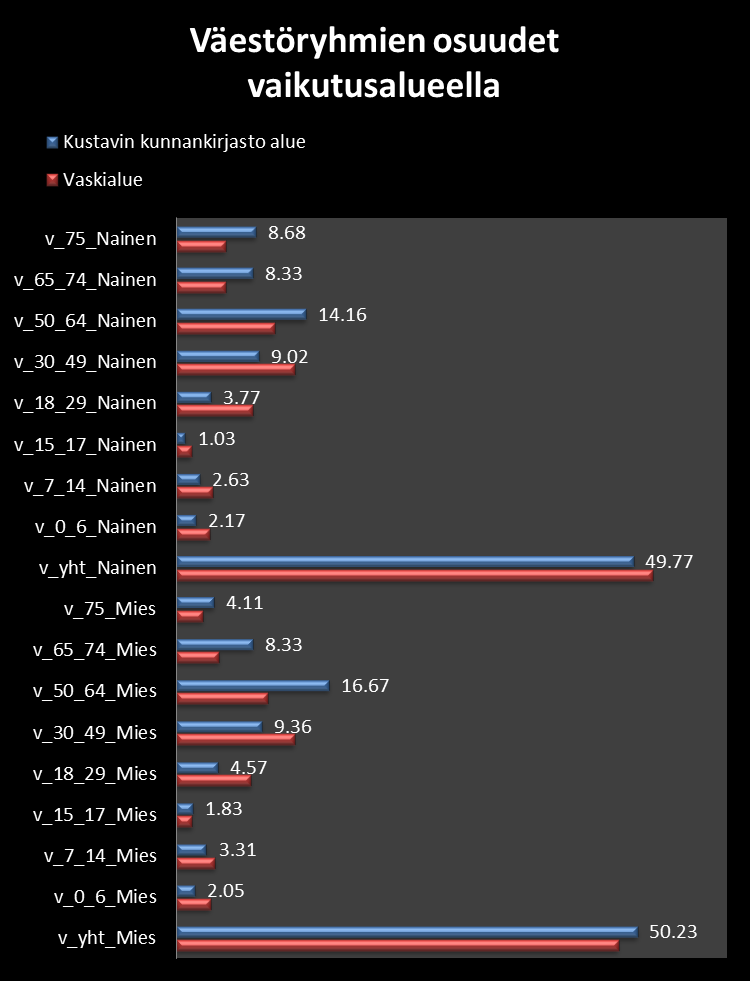 Väestöryhmien osuudet
vaikutusalueella
Kustavin kunnankirjasto alue
Vaskialue
v_75_Nainen 8.68
v_65_74_Nainen 8.33
v_50_64_Nainen 14.16
v_30_49_Nainen 9.02
v_18_29_Nainen 3.77
v_15_17_Nainen 1.03
v_7_14_Nainen 2.63
v_0_6_Nainen 2.17
v_yht_Nainen 49.77
v_75_Mies 4.11
v_65_74_Mies 8.33
v_50_64_Mies 16.67
v_30_49_Mies 9.36
v_18_29_Mies 4.57
v_15_17_Mies 1.83
v_7_14_Mies 3.31
v_0_6_Mies 2.05
v_yht_Mies 50.23